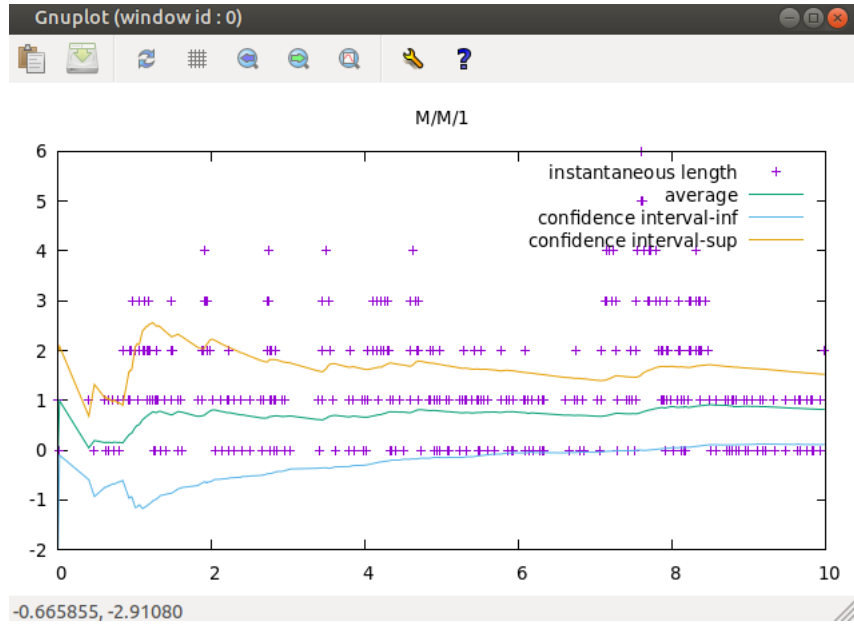 Gnuplot (window id : 0)
M/M/1
6
instantaneous length
5
average
confidence interval-inf
4
confidence interval-sup
3
2
1
0
-1
-2
0 2 4 6 8 10
-0.665855, -2.91080